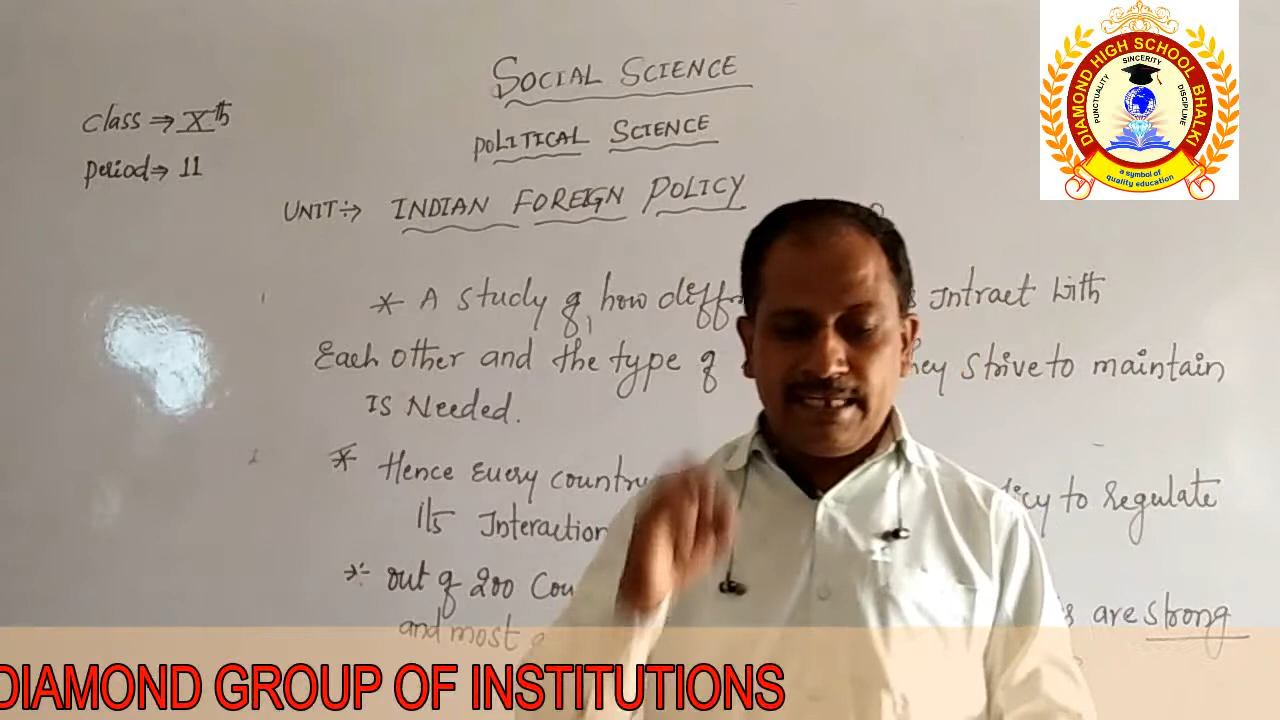 SOCIAL SCIENCE
class ⇒ Xth
POLITICAL SCIENCE
Period ⇒ 11
UNIT ÷> INDIAN FOREIGN POLICY
* A study of how diff Intract with
Each other and the type of they strive to maintain
IS Needed.
* Hence Every country to Regulate
Its Interaction
out of 200 are strong
and most
DIAMOND HIGH SCHOOL BHALKI
PUNCTUALITY
SINCERITY
DISCIPLINE
a symbol of
quality education
DIAMOND GROUP OF INSTITUTIONS